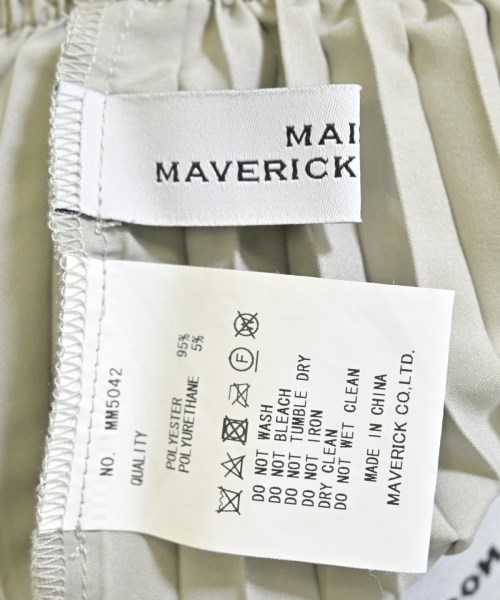 MAI
MAVERICK
NO. MM5042
QUALITY
POLYESTER 95%
POLYURETHANE 5%
F
W
DO NOT WASH
DO NOT BLEACH
DO NOT TUMBLE DRY
DO NOT IRON
DRY CLEAN
DO NOT WET CLEAN
MADE IN CHINA
MAVERICK CO.,LTD.